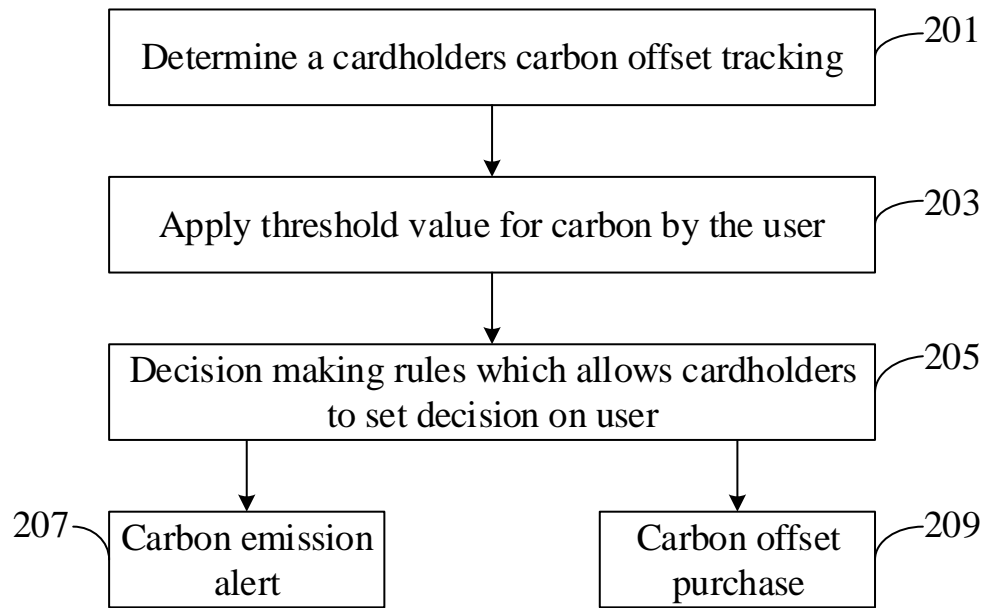 Determine a cardholders carbon offset tracking
201
Apply threshold value for carbon by the user
203
Decision making rules which allows cardholders
to set decision on user
205
207
Carbon emission
alert
Carbon offset
purchase
209